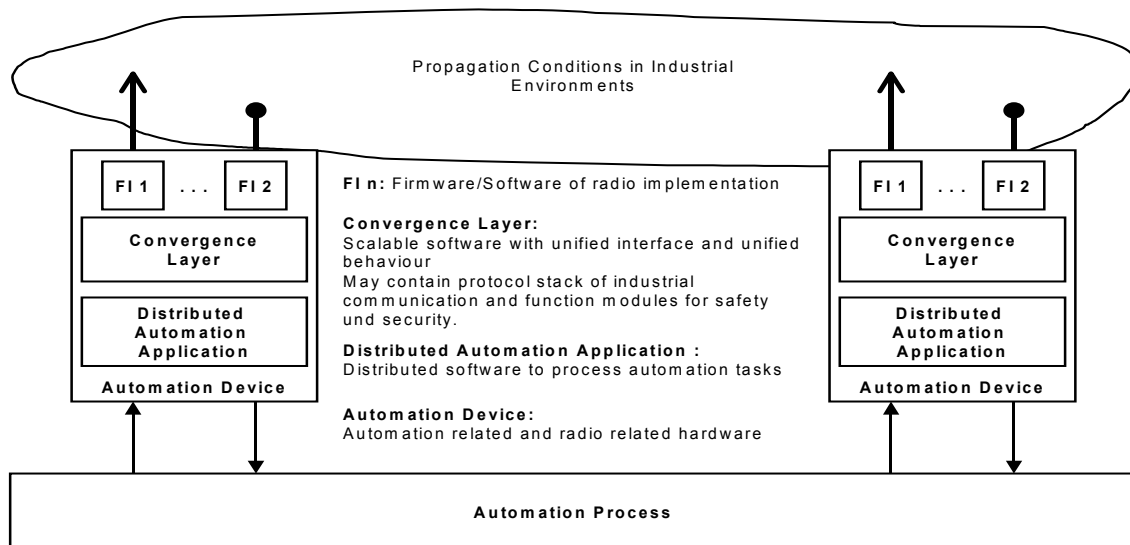 Propagation Conditions in Industrial
Environments
FI 1 . . . FI 2
Convergence
Layer
Distributed
Automation
Application
Automation Device
FI n: Firmware/Software of radio implementation
Convergence Layer:
Scalable software with unified interface and unified
behaviour
May contain protocol stack of industrial
communication and function modules for safety
und security.
Distributed Automation Application :
Distributed software to process automation tasks
Automation Device:
Automation related and radio related hardware
FI 1 . . . FI 2
Convergence
Layer
Distributed
Automation
Application
Automation Device
Automation Process